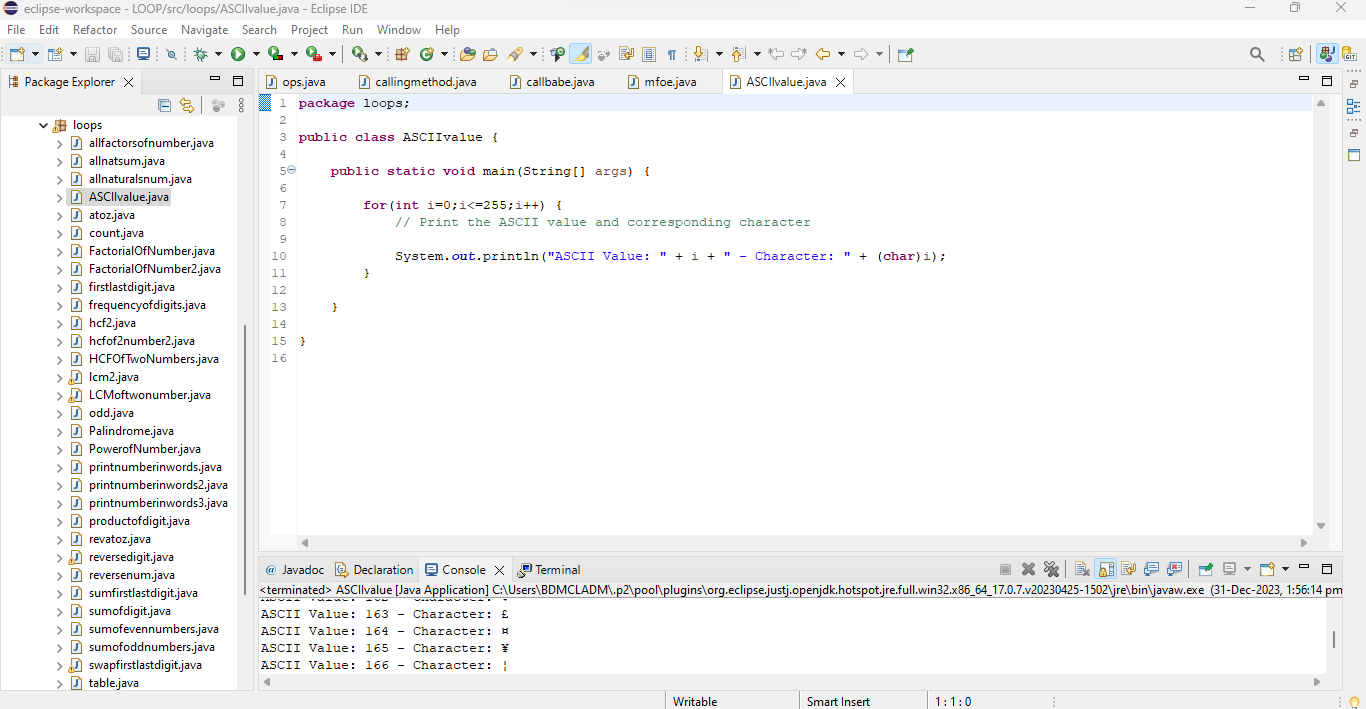 eclipse-workspace - LOOP/src/loops/ASCIIvalue.java - Eclipse IDE
File Edit Refactor Source Navigate Search Project Run Window Help
Package Explorer
loops
allfactorsofnumber.java
allnatsum.java
allnaturalsnum.java
ASCIIvalue.java
atoz.java
count.java
FactorialOfNumber.java
FactorialOfNumber2.java
firstlastdigit.java
frequencyofdigits.java
hcf2.java
hcfof2number2.java
HCFOfTwoNumbers.java
lcm2.java
LCMoftwonumber.java
odd.java
Palindrome.java
PowerofNumber.java
printnumberinwords.java
printnumberinwords2.java
printnumberinwords3.java
productofdigit.java
revatoz.java
reversedigit.java
reversenum.java
sumfirstlastdigit.java
sumofdigit.java
sumofevennumbers.java
sumofoddnumbers.java
swapfirstlastdigit.java
table.java
ops.java callingmethod.java callbabe.java mfoe.java ASCIIvalue.java
1 package loops;
2
3 public class ASCIIvalue {
4
5 public static void main(String[] args) {
6
7 for(int i=0;i<=255;i++) {
8 // Print the ASCII value and corresponding character
9
10 System.out.println("ASCII Value: " + i + " - Character: " + (char)i);
11 }
12
13 }
14
15 }
16
@ Javadoc Declaration Console Terminal
<terminated> ASCIIvalue [Java Application] C:\Users\BDMCLADM\.p2\pool\plugins\org.eclipse.justj.openjdk.hotspot.jre.full.win32.x86_64_17.0.7.v20230425-1502\jre\bin\javaw.exe (31-Dec-2023, 1:56:14 pm
ASCII Value: 163 - Character: £
ASCII Value: 164 - Character: ¤
ASCII Value: 165 - Character: ¥
ASCII Value: 166 - Character: ¦
Writable Smart Insert 1 : 1 : 0